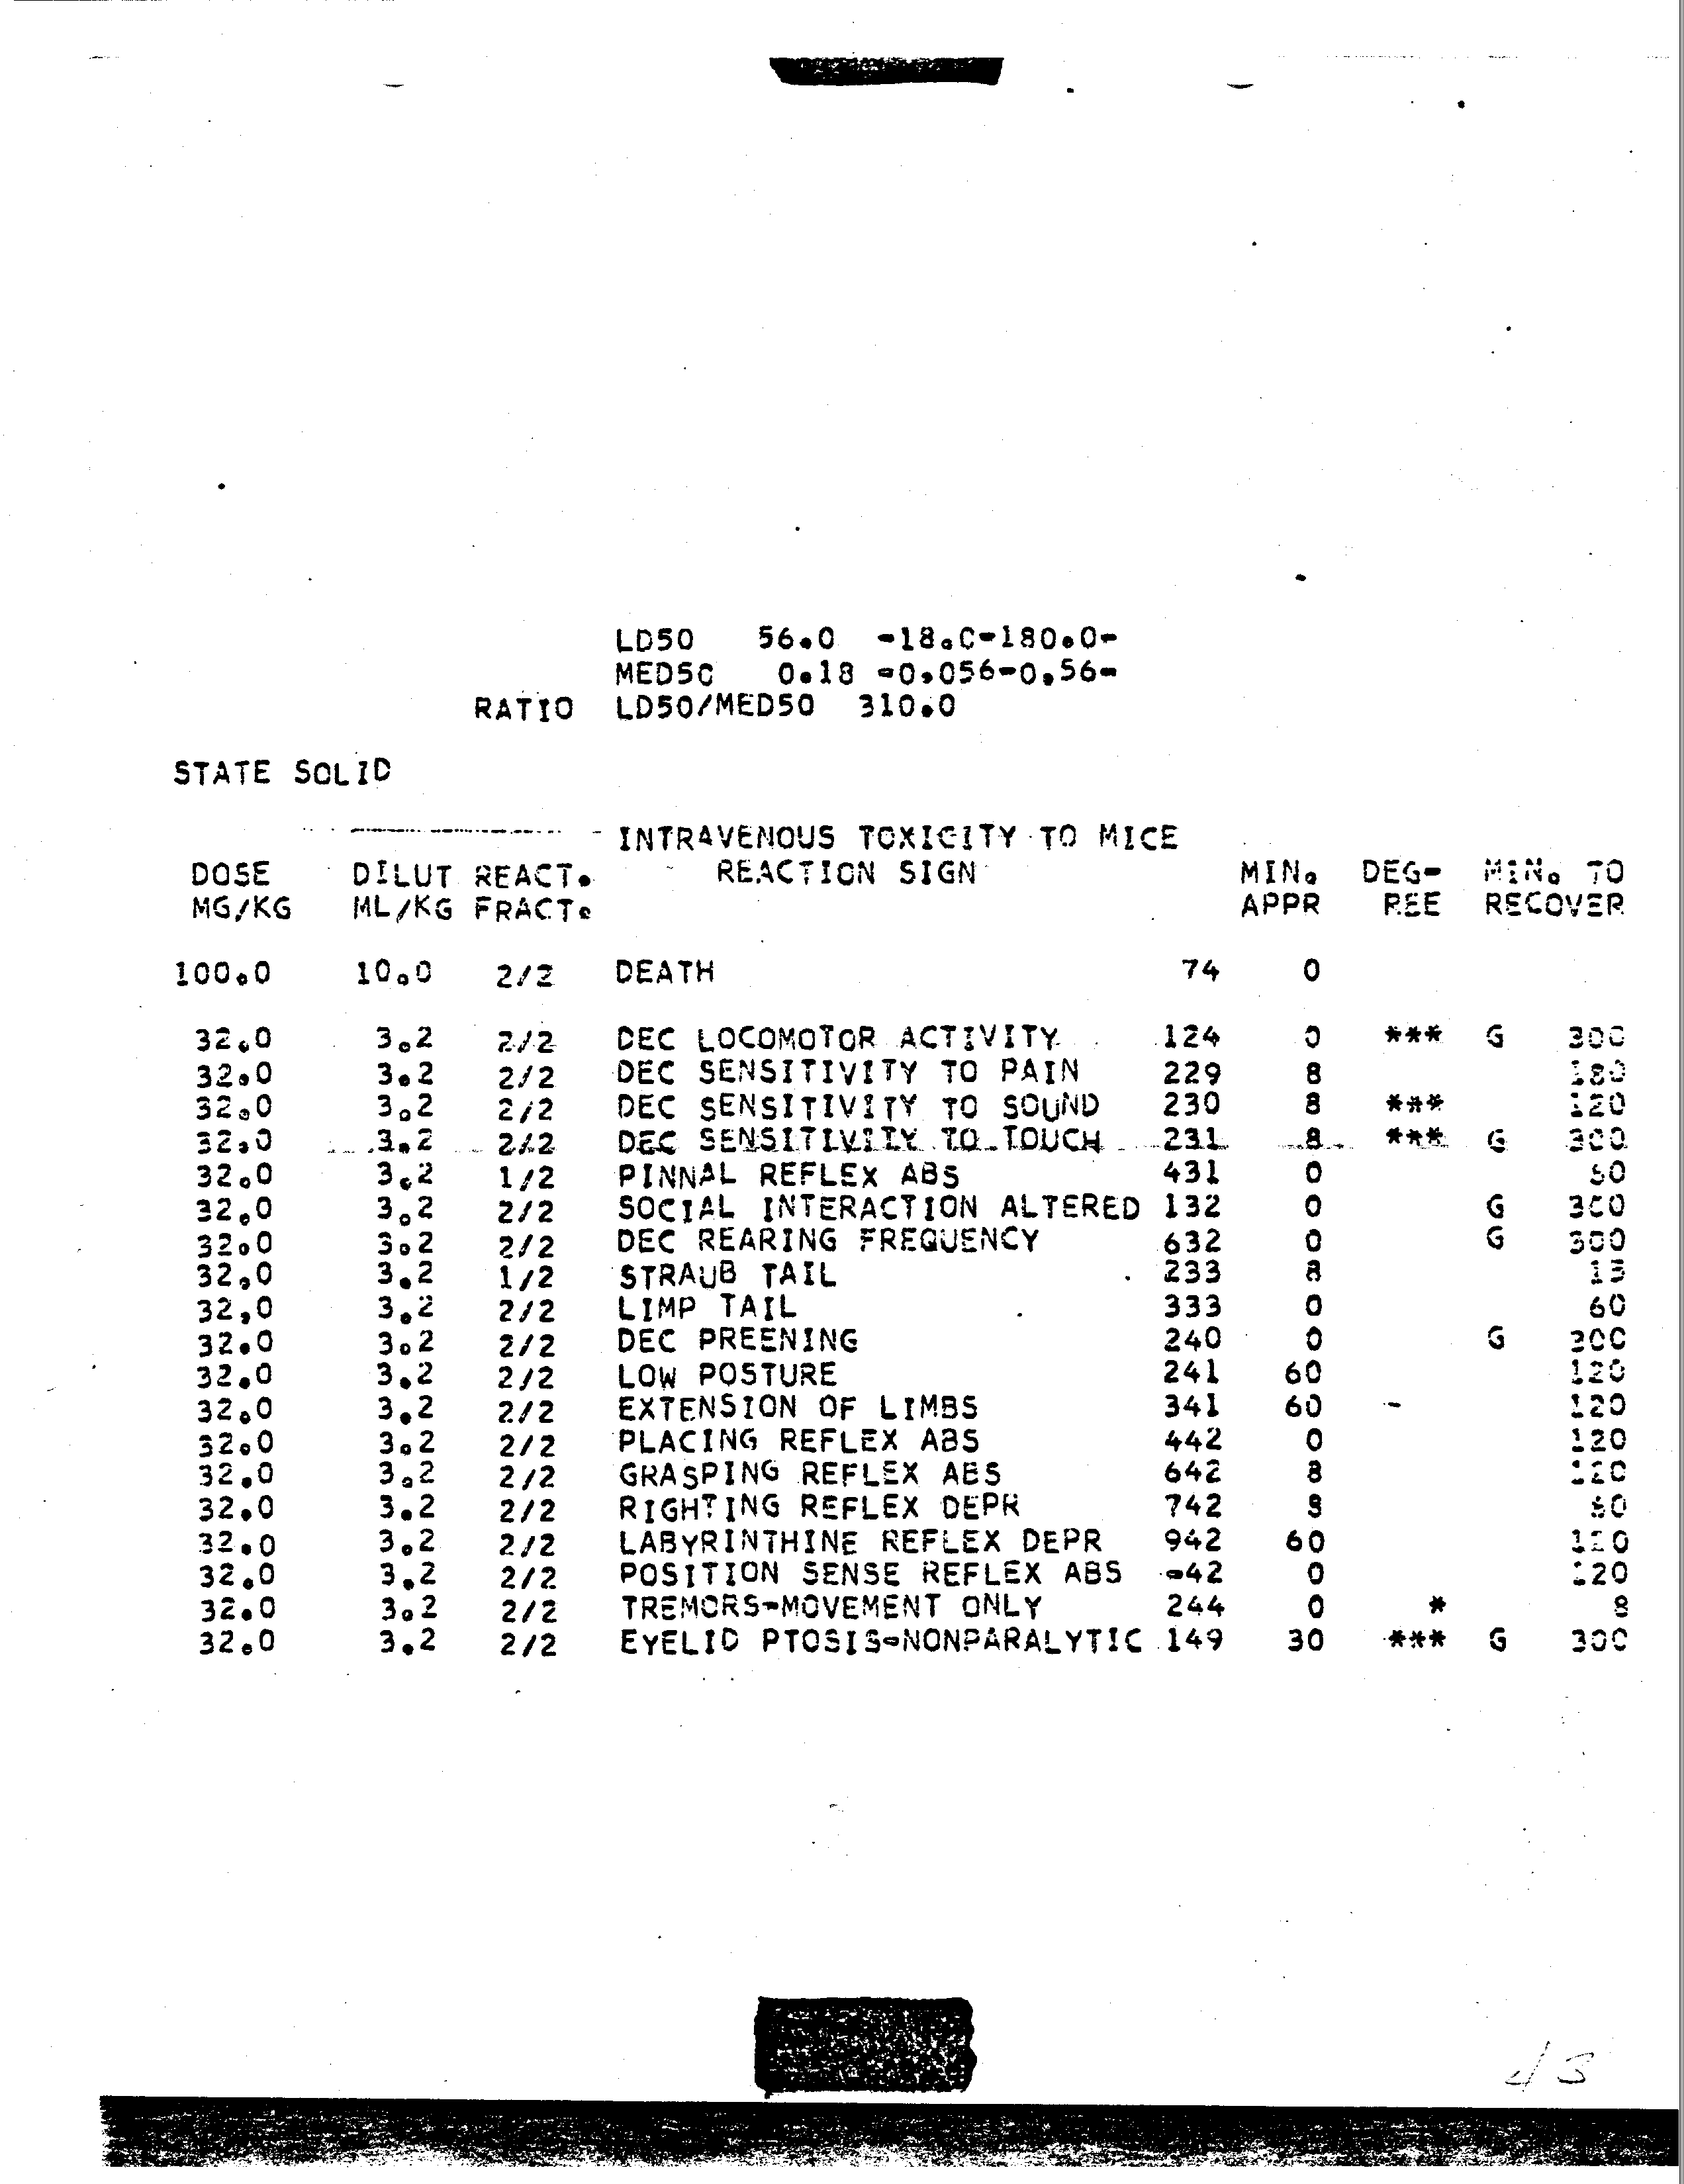 LD50 56.0 -18.0-180.0-
MED50 0.18 -0.056-0.56-
RATIO LD50/MED50 310.0
STATE SOLID
INTRAVENOUS TOXICITY TO MICE
DOSE DILUT REACT. REACTION SIGN MIN. DEG- MIN. TO
MG/KG ML/KG FRACT. APPR REE RECOVER
100.0 10.0 2/2 DEATH 74 0
32.0 3.2 2/2 DEC LOCOMOTOR ACTIVITY 124 0 *** G 300
32.0 3.2 2/2 DEC SENSITIVITY TO PAIN 229 8 180
32.0 3.2 2/2 DEC SENSITIVITY TO SOUND 230 8 *** 120
32.0 3.2 2/2 DEC SENSITIVITY TO TOUCH 231 8 *** G 300
32.0 3.2 1/2 PINNAL REFLEX ABS 431 0
32.0 3.2 2/2 SOCIAL INTERACTION ALTERED 132 0 G 300
32.0 3.2 2/2 DEC REARING FREQUENCY 632 0 G 300
32.0 3.2 1/2 STRAUB TAIL 233 8
32.0 3.2 2/2 LIMP TAIL 333 0 60
32.0 3.2 2/2 DEC PREENING 240 0 G 300
32.0 3.2 2/2 LOW POSTURE 241 60 120
32.0 3.2 2/2 EXTENSION OF LIMBS 341 60 - 120
32.0 3.2 2/2 PLACING REFLEX ABS 442 0 120
32.0 3.2 2/2 GRASPING REFLEX ABS 642 8 120
32.0 3.2 2/2 RIGHTING REFLEX DEPR 742 8
32.0 3.2 2/2 LABYRINTHINE REFLEX DEPR 942 60 120
32.0 3.2 2/2 POSITION SENSE REFLEX ABS -42 0 120
32.0 3.2 2/2 TREMORS-MOVEMENT ONLY 244 0 * 8
32.0 3.2 2/2 EYELID PTOSIS-NONPARALYTIC 149 30 *** G 300